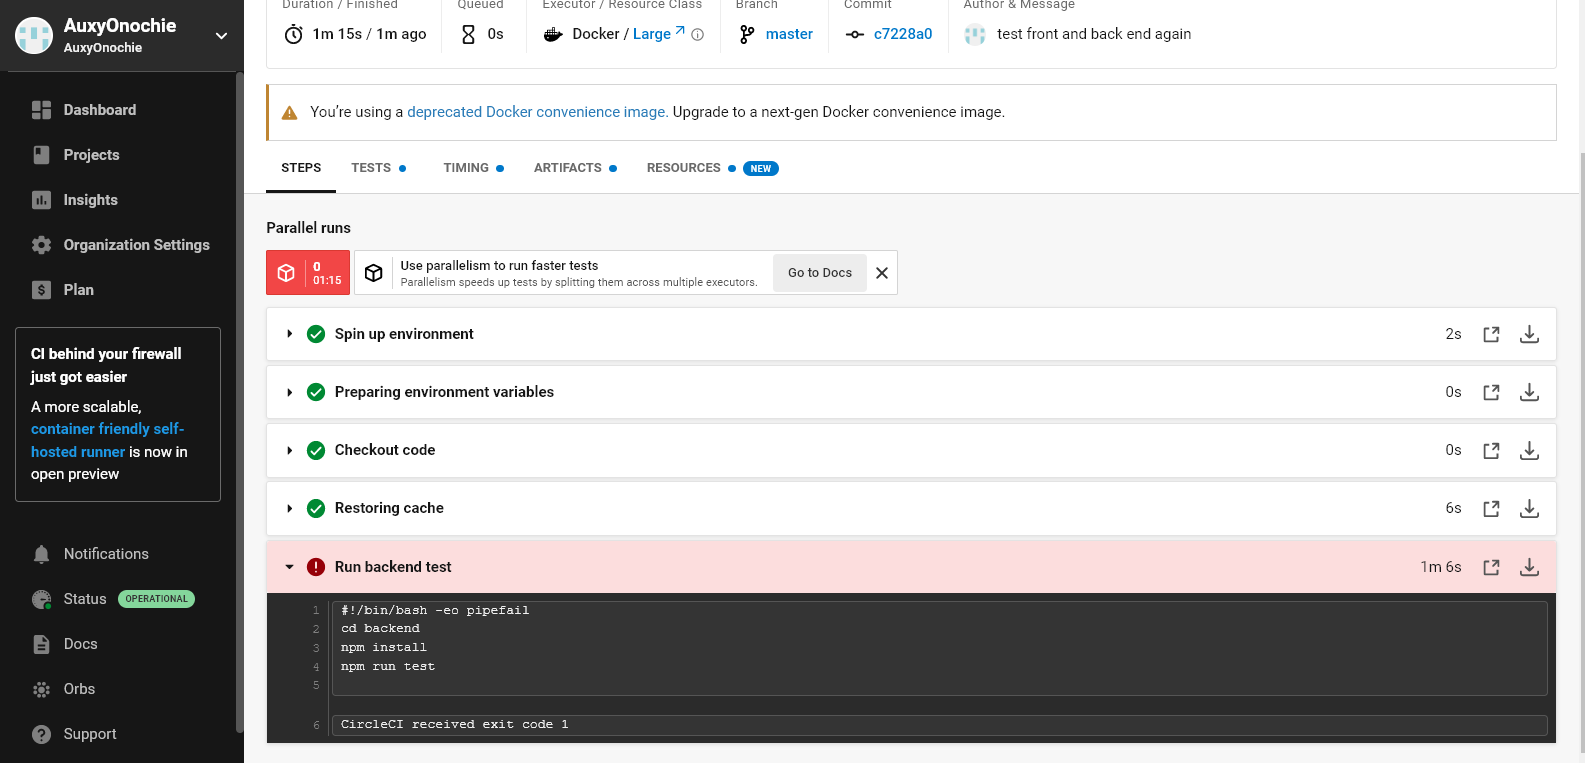 AuxyOnochie
AuxyOnochie
Dashboard
Projects
Insights
Organization Settings
Plan
CI behind your firewall
just got easier
A more scalable,
container friendly self-
hosted runner is now in
open preview
Notifications
Status OPERATIONAL
Docs
Orbs
Support
Duration / Finished
1m 15s / 1m ago
Queued
0s
Executor / Resource Class
Docker / Large
Branch
master
Commit
c7228a0
Author & Message
test front and back end again
You're using a deprecated Docker convenience image. Upgrade to a next-gen Docker convenience image.
STEPS TESTS TIMING ARTIFACTS RESOURCES NEW
Parallel runs
0
01:15
Use parallelism to run faster tests
Parallelism speeds up tests by splitting them across multiple executors.
Go to Docs
Spin up environment 2s
Preparing environment variables 0s
Checkout code 0s
Restoring cache 6s
Run backend test 1m 6s
1 #!/bin/bash -eo pipefail
2 cd backend
3 npm install
4 npm run test
5
6 CircleCI received exit code 1